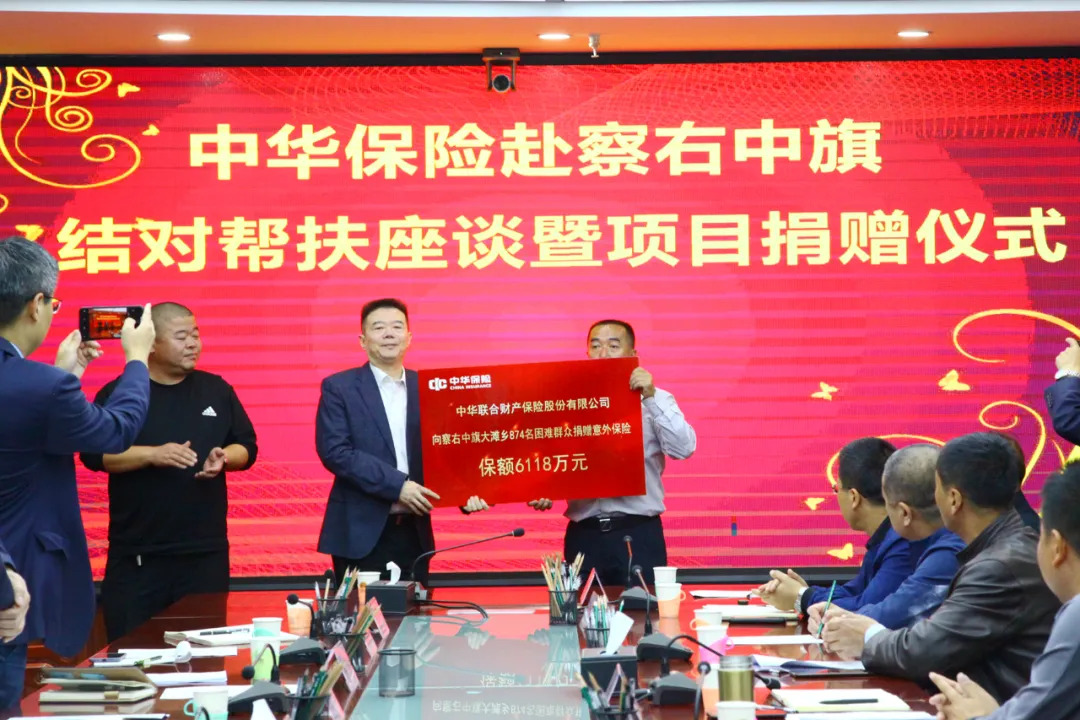 中华保险赴察右中旗
结对帮扶座谈暨项目捐赠仪式
中华保险
CHINA INSURANCE
中华联合财产保险股份有限公司
向察右中旗大滩乡874名困难群众捐赠意外保险
保额6118万元